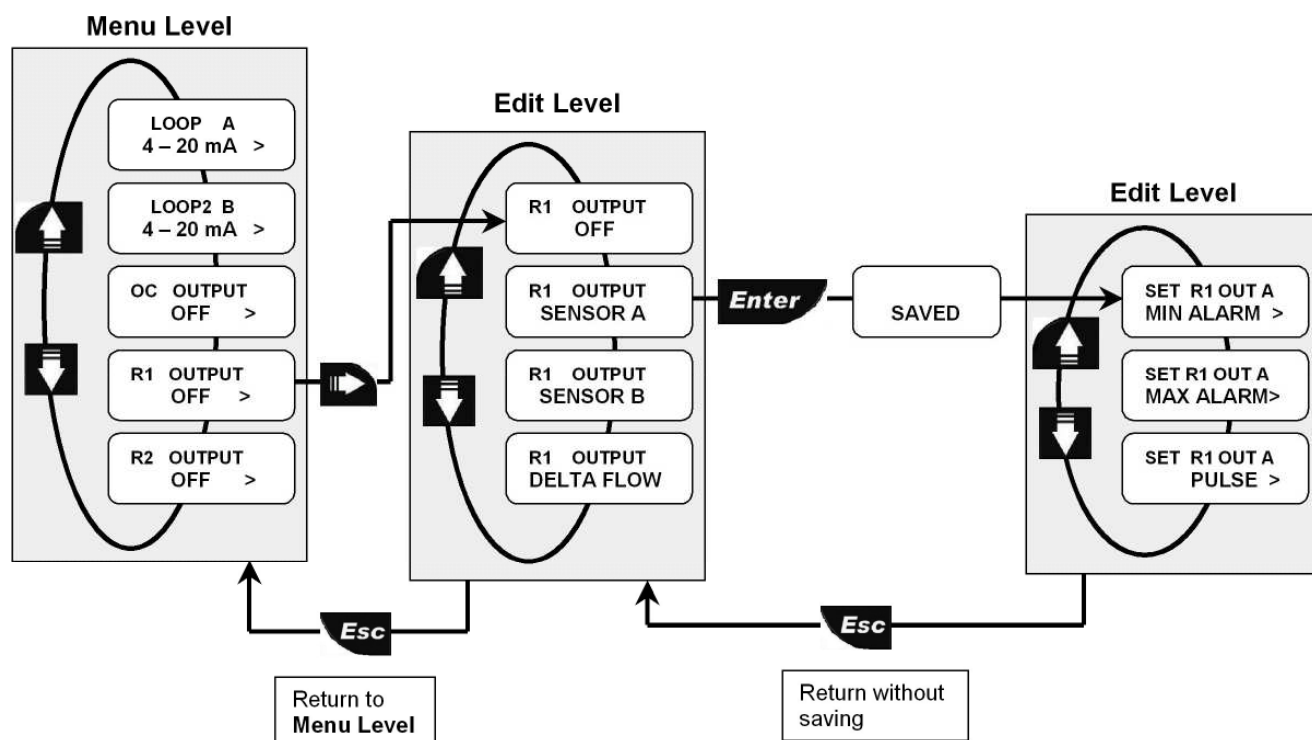 Menu Level
LOOP A
4 – 20 mA >
LOOP2 B
4 – 20 mA >
OC OUTPUT
OFF >
R1 OUTPUT
OFF >
R2 OUTPUT
OFF >
Edit Level
R1 OUTPUT
OFF
R1 OUTPUT
SENSOR A
R1 OUTPUT
SENSOR B
R1 OUTPUT
DELTA FLOW
Enter
SAVED
Edit Level
SET R1 OUT A
MIN ALARM >
SET R1 OUT A
MAX ALARM>
SET R1 OUT A
PULSE >
Esc
Return to
Menu Level
Esc
Return without
saving